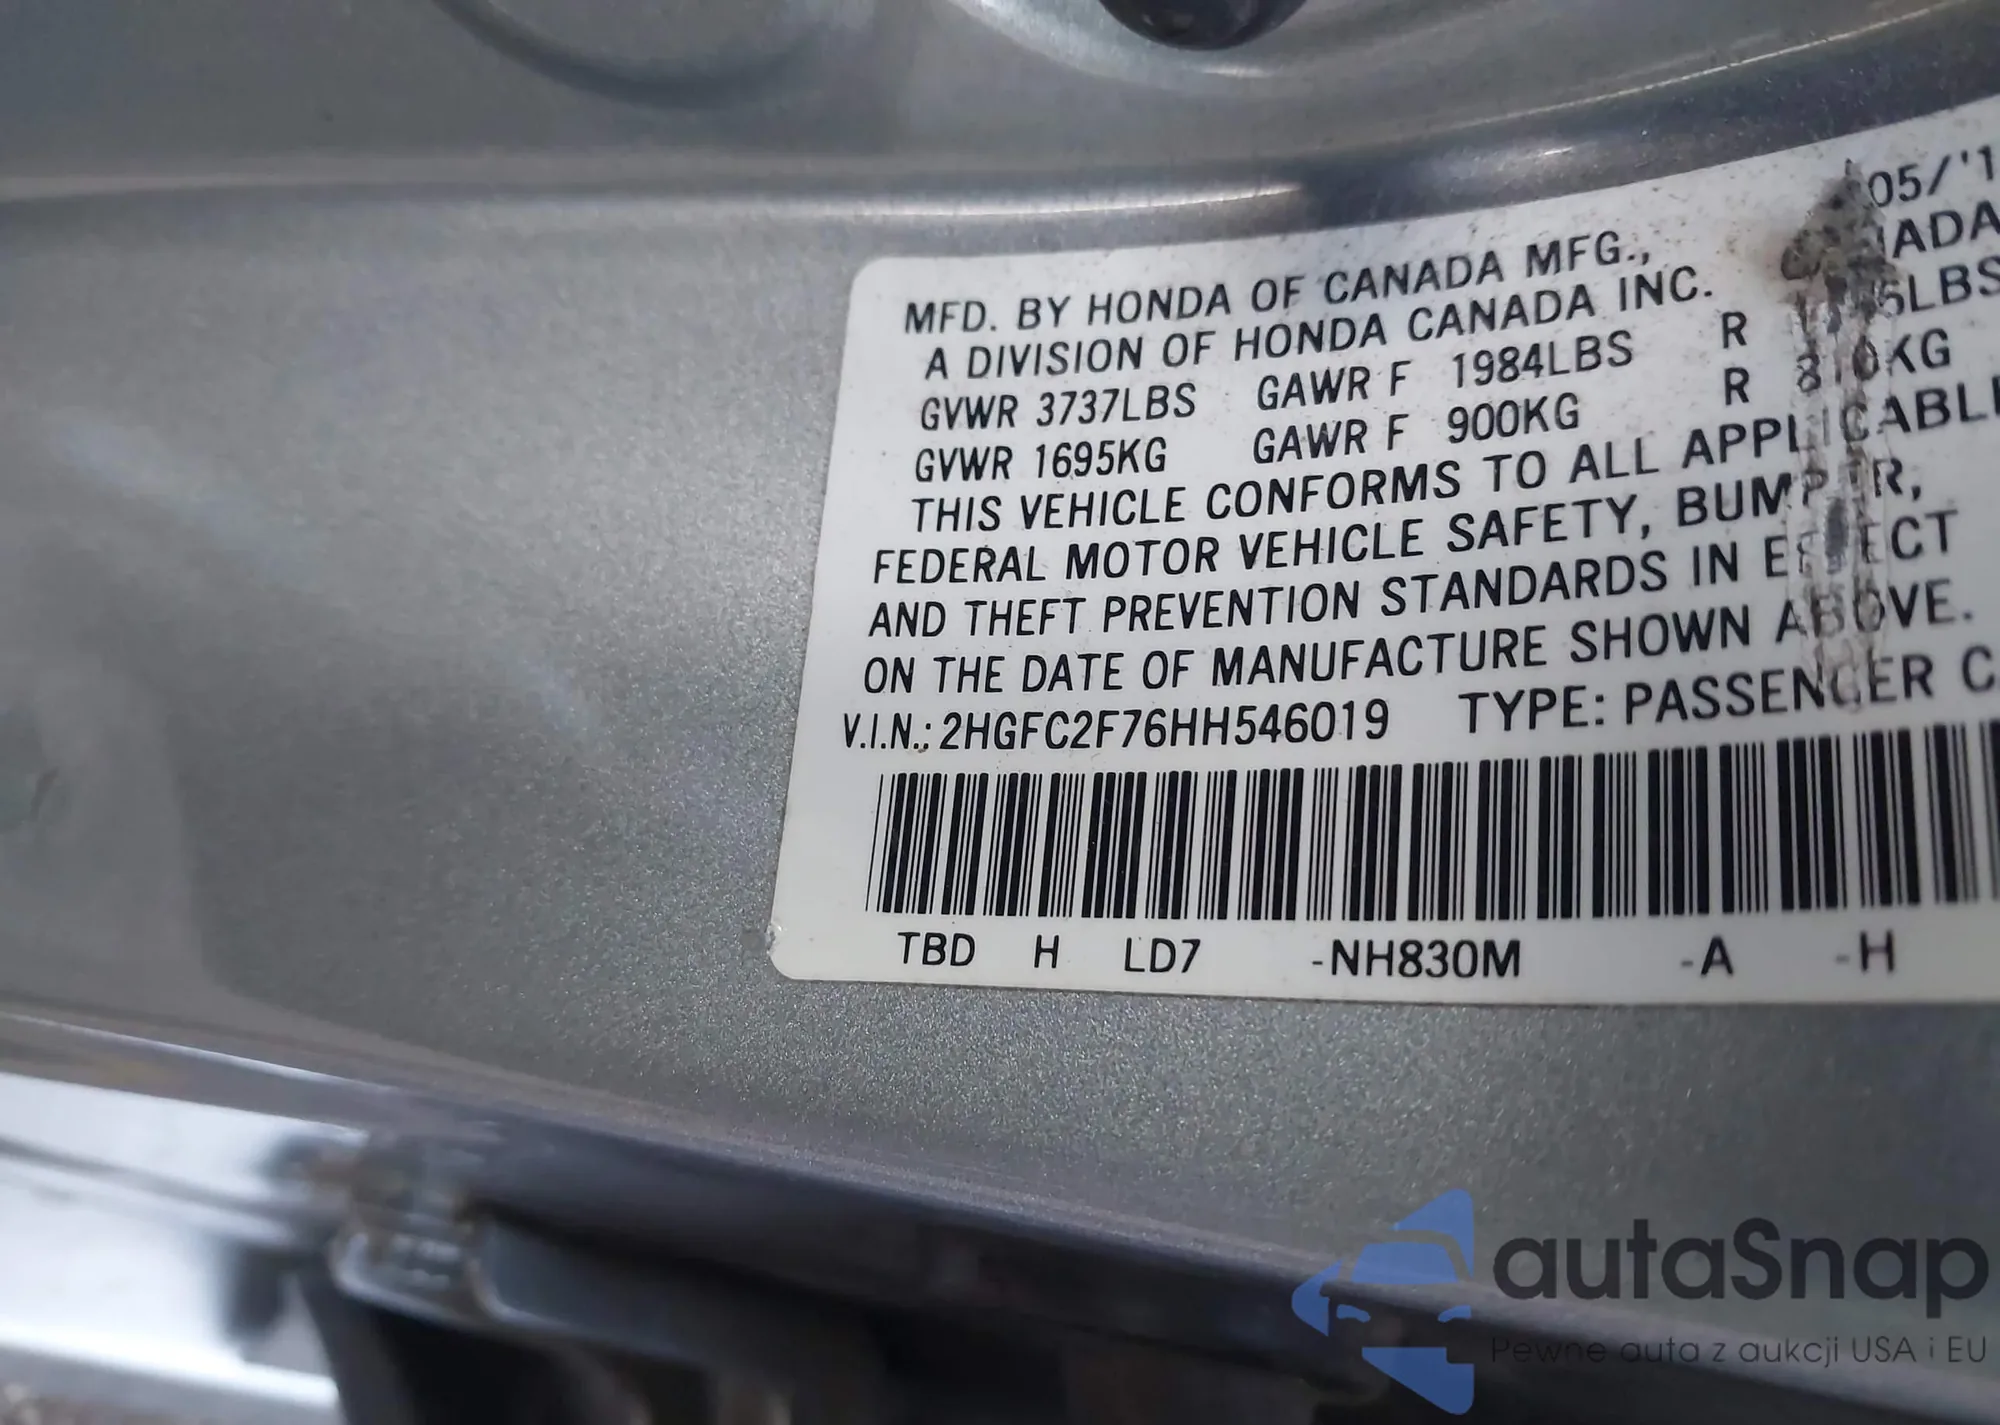 05/'1
MFD. BY HONDA OF CANADA MFG.,
A DIVISION OF HONDA CANADA INC.
GVWR 3737LBS GAWR F 1984LBS R
GVWR 1695KG GAWR F 900KG R
THIS VEHICLE CONFORMS TO ALL APPLICABLE
FEDERAL MOTOR VEHICLE SAFETY, BUMPER,
AND THEFT PREVENTION STANDARDS IN EFFECT
ON THE DATE OF MANUFACTURE SHOWN ABOVE.
V.I.N.: 2HGFC2F76HH546019 TYPE: PASSENGER C
TBD H LD7 -NH830M -A -H
autaSnap
Pewne auta z aukcji USA i EU